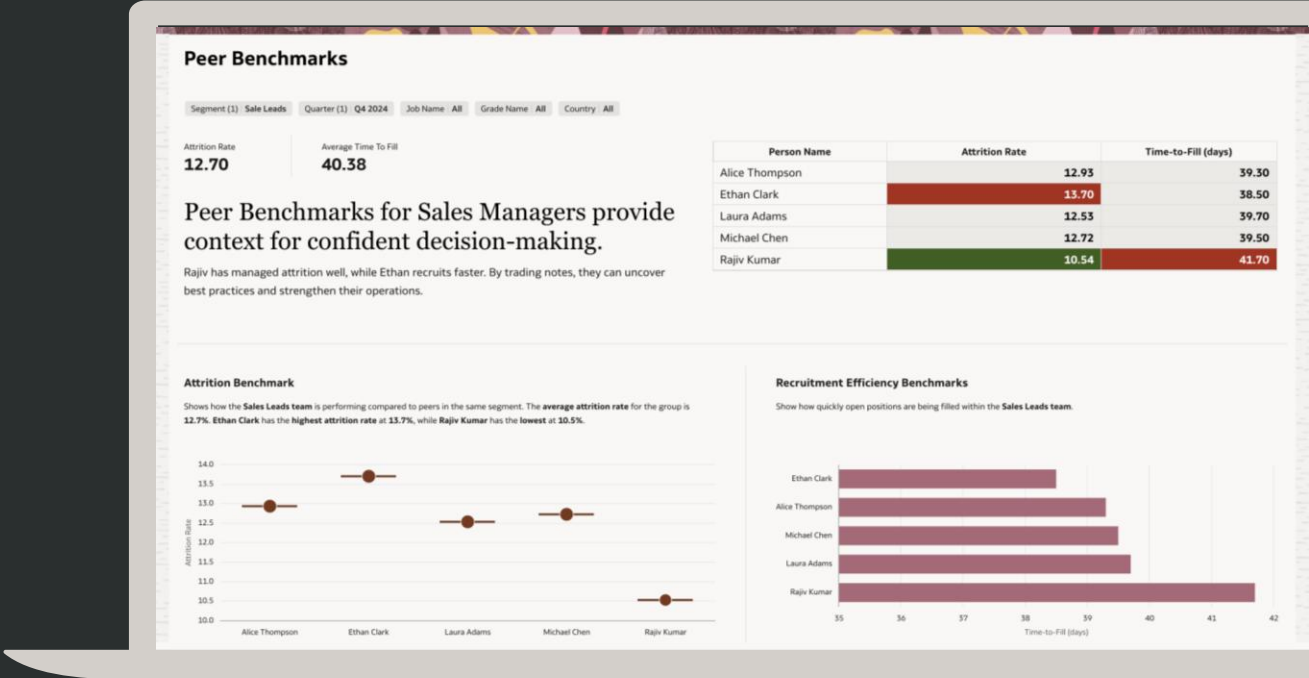 Peer Benchmarks
Segment (1) Sale Leads Quarter (1) Q4 2024 Job Name All Grade Name All Country All
Attrition Rate
12.70
Average Time To Fill
40.38
Peer Benchmarks for Sales Managers provide
context for confident decision-making.
Rajiv has managed attrition well, while Ethan recruits faster. By trading notes, they can uncover
best practices and strengthen their operations.
Person Name Attrition Rate Time-to-Fill (days)
Alice Thompson 12.93 39.30
Ethan Clark 13.70 38.50
Laura Adams 12.53 39.70
Michael Chen 12.72 39.50
Rajiv Kumar 10.54 41.70
Attrition Benchmark
Shows how the Sales Leads team is performing compared to peers in the same segment. The average attrition rate for the group is
12.7%. Ethan Clark has the highest attrition rate at 13.7%, while Rajiv Kumar has the lowest at 10.5%.
Attrition Rate
14.0
13.5
13.0
12.5
12.0
11.5
11.0
10.5
10.0
Alice Thompson Ethan Clark Laura Adams Michael Chen Rajiv Kumar
Recruitment Efficiency Benchmarks
Show how quickly open positions are being filled within the Sales Leads team.
Ethan Clark
Alice Thompson
Michael Chen
Laura Adams
Rajiv Kumar
35 36 37 38 39 40 41 42
Time-to-Fill (days)